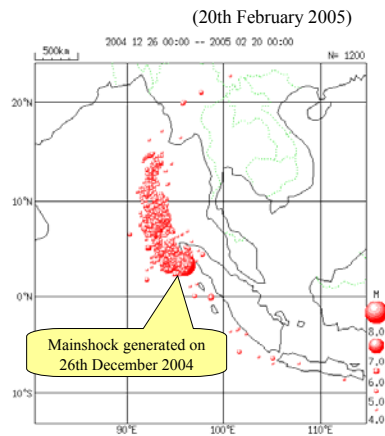 (20th February 2005)
2004 12 26 00:00 -- 2005 02 20 00:00
500km
N= 1200
20°N
10°N
0°N
10°S
90°E
100°E
110°E
M
8.0
7.0
6.0
5.0
4.0
Mainshock generated on
26th December 2004